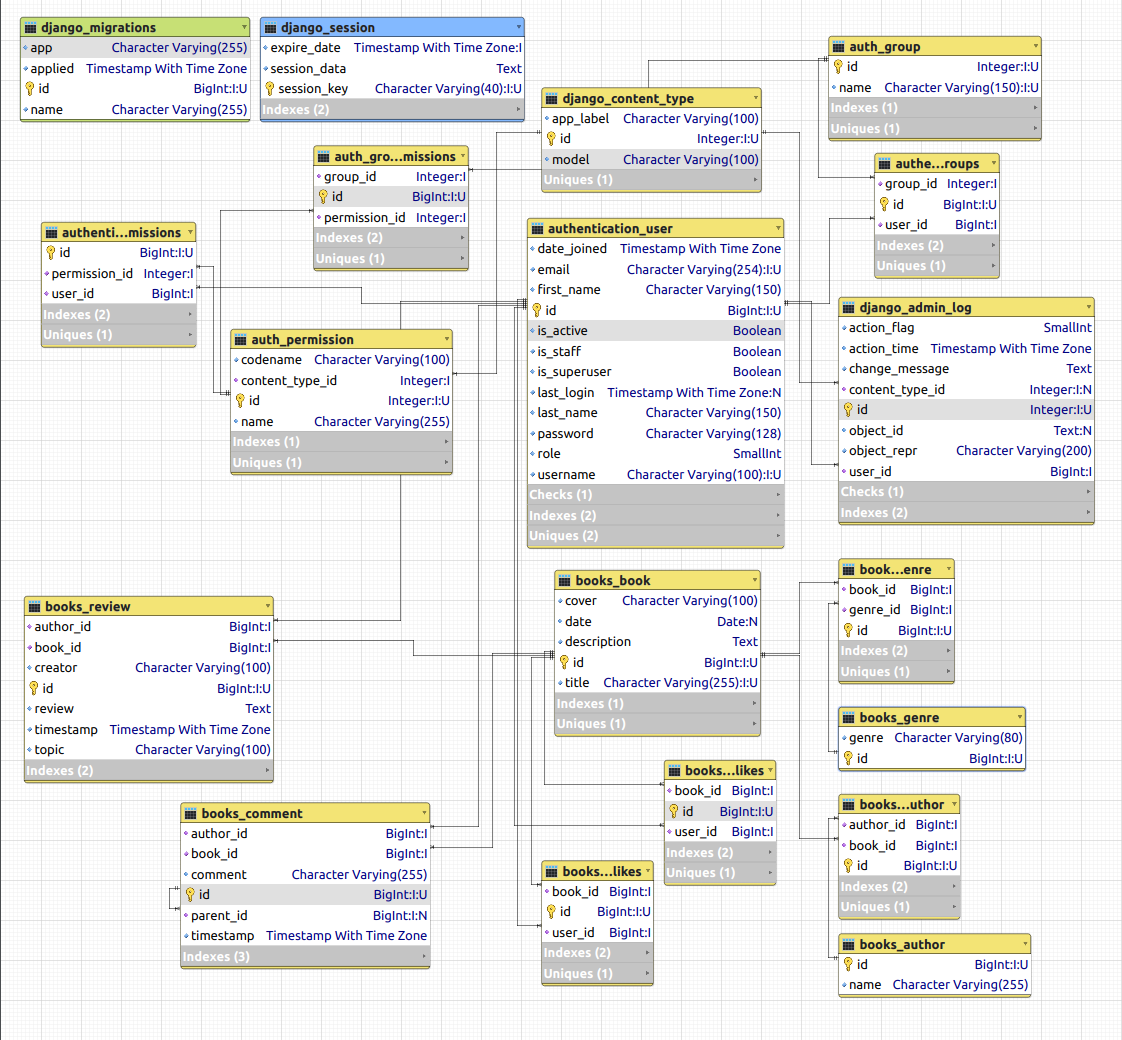 django_migrations
app Character Varying(255)
applied Timestamp With Time Zone
id BigInt:I:U
name Character Varying(255)
django_session
expire_date Timestamp With Time Zone:I
session_data Text
session_key Character Varying(40):I:U
Indexes (2)
auth_group
id Integer:I:U
name Character Varying(150):I:U
Indexes (1)
Uniques (1)
django_content_type
app_label Character Varying(100)
id Integer:I:U
model Character Varying(100)
Uniques (1)
auth_gro...missions
group_id Integer:I
id BigInt:I:U
permission_id Integer:I
Indexes (2)
Uniques (1)
authe...roups
group_id Integer:I
id BigInt:I:U
user_id BigInt:I
Indexes (2)
Uniques (1)
authenti...missions
id BigInt:I:U
permission_id Integer:I
user_id BigInt:I
Indexes (2)
Uniques (1)
authentication_user
date_joined Timestamp With Time Zone
email Character Varying(254):I:U
first_name Character Varying(150)
id BigInt:I:U
is_active Boolean
is_staff Boolean
is_superuser Boolean
last_login Timestamp With Time Zone:N
last_name Character Varying(150)
password Character Varying(128)
role SmallInt
username Character Varying(100):I:U
Checks (1)
Indexes (2)
Uniques (2)
django_admin_log
action_flag SmallInt
action_time Timestamp With Time Zone
change_message Text
content_type_id Integer:I:N
id Integer:I:U
object_id Text:N
object_repr Character Varying(200)
user_id BigInt:I
Checks (1)
Indexes (2)
auth_permission
codename Character Varying(100)
content_type_id Integer:I
id Integer:I:U
name Character Varying(255)
Indexes (1)
Uniques (1)
books_book
cover Character Varying(100)
date Date:N
description Text
id BigInt:I:U
title Character Varying(255):I:U
Indexes (1)
Uniques (1)
book...enre
book_id BigInt:I
genre_id BigInt:I
id BigInt:I:U
Indexes (2)
Uniques (1)
books_review
author_id BigInt:I
book_id BigInt:I
creator Character Varying(100)
id BigInt:I:U
review Text
timestamp Timestamp With Time Zone
topic Character Varying(100)
Indexes (2)
books_genre
genre Character Varying(80)
id BigInt:I:U
books...likes
book_id BigInt:I
id BigInt:I:U
user_id BigInt:I
Indexes (2)
Uniques (1)
books...uthor
author_id BigInt:I
book_id BigInt:I
id BigInt:I:U
Indexes (2)
Uniques (1)
books_comment
author_id BigInt:I
book_id BigInt:I
comment Character Varying(255)
id BigInt:I:U
parent_id BigInt:I:N
timestamp Timestamp With Time Zone
Indexes (3)
books...likes
book_id BigInt:I
id BigInt:I:U
user_id BigInt:I
Indexes (2)
Uniques (1)
books_author
id BigInt:I:U
name Character Varying(255)